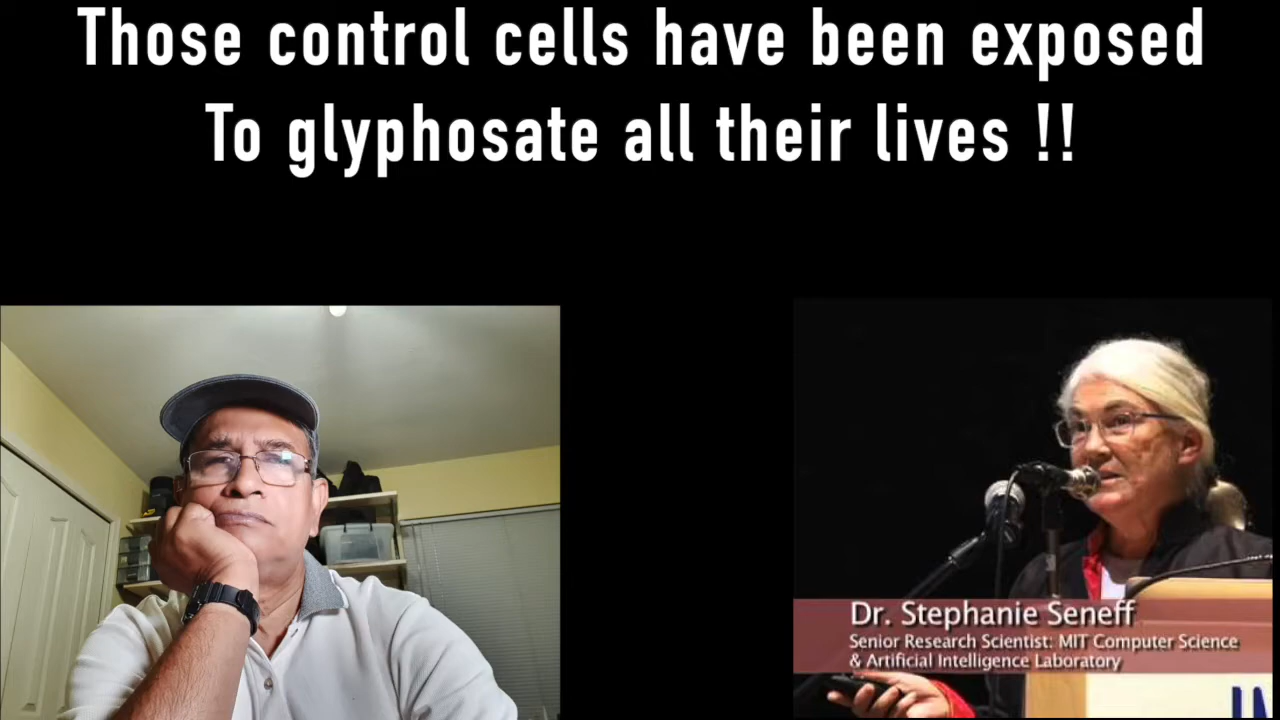 Those control cells have been exposed
To glyphosate all their lives !!
Dr. Stephanie Seneff
Senior Research Scientist: MIT Computer Science
& Artificial Intelligence Laboratory